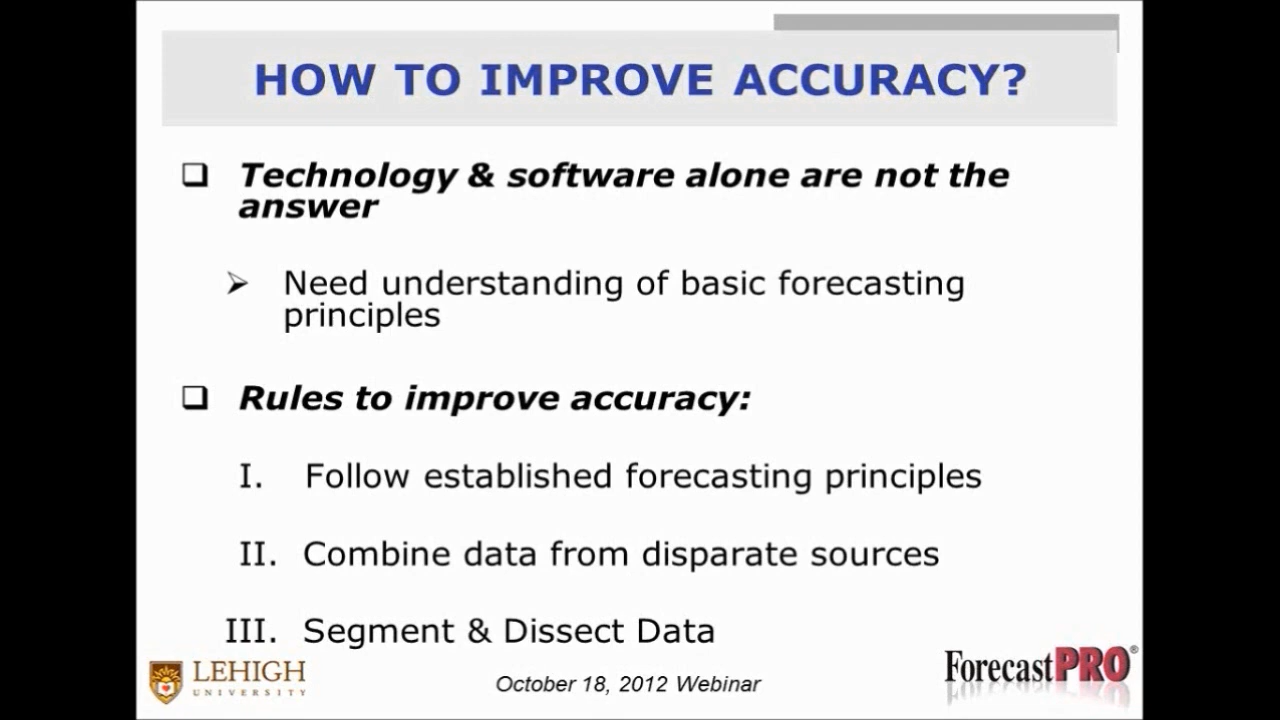 HOW TO IMPROVE ACCURACY?
Technology & software alone are not the
answer
Need understanding of basic forecasting
principles
Rules to improve accuracy:
I. Follow established forecasting principles
II. Combine data from disparate sources
III. Segment & Dissect Data
LEHIGH
UNIVERSITY
October 18, 2012 Webinar
ForecastPRO®